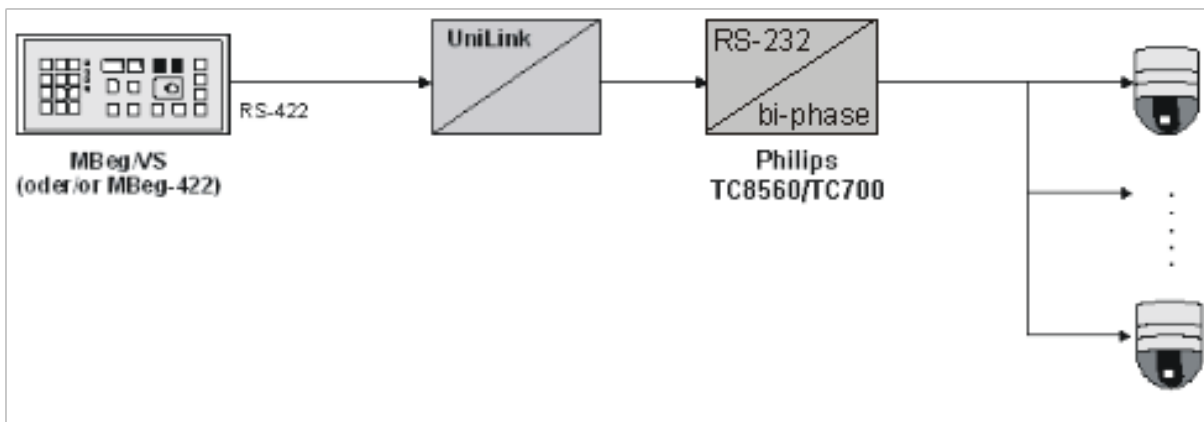 UniLink
RS-232
bi-phase
RS-422
MBeg/VS
(oder/or MBeg-422)
Philips
TC8560/TC700